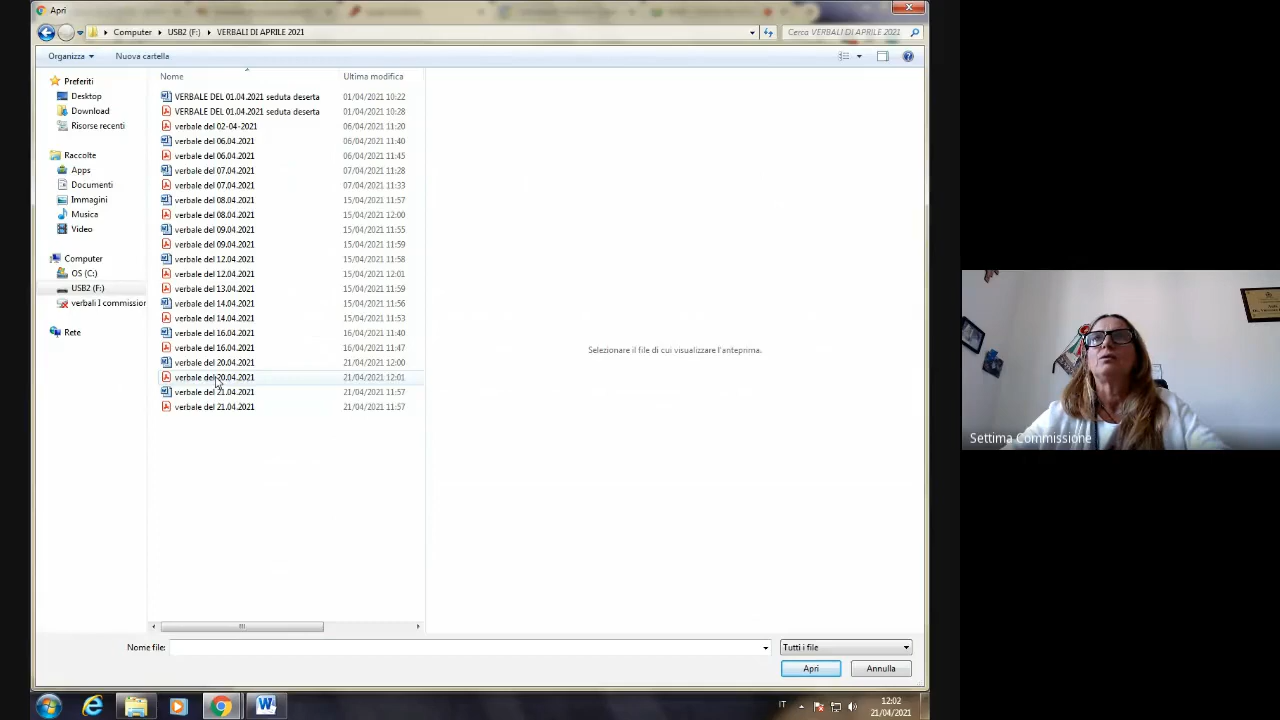 Apri
Computer USB2 (F:) VERBALI DI APRILE 2021
Cerca VERBALI DI APRILE 2021
Organizza Nuova cartella
Nome Ultima modifica
Preferiti
Desktop
Download
Risorse recenti
Raccolte
Apps
Documenti
Immagini
Musica
Video
Computer
OS (C:)
USB2 (F:)
verbali I commission
Rete
VERBALE DEL 01.04.2021 seduta deserta 01/04/2021 10:22
VERBALE DEL 01.04.2021 seduta deserta 01/04/2021 10:28
verbale del 02-04-2021 06/04/2021 11:20
verbale del 06.04.2021 06/04/2021 11:40
verbale del 06.04.2021 06/04/2021 11:45
verbale del 07.04.2021 07/04/2021 11:28
verbale del 07.04.2021 07/04/2021 11:33
verbale del 08.04.2021 15/04/2021 11:57
verbale del 08.04.2021 15/04/2021 12:00
verbale del 09.04.2021 15/04/2021 11:55
verbale del 09.04.2021 15/04/2021 11:59
verbale del 12.04.2021 15/04/2021 11:58
verbale del 12.04.2021 15/04/2021 12:01
verbale del 13.04.2021 15/04/2021 11:59
verbale del 14.04.2021 15/04/2021 11:56
verbale del 14.04.2021 15/04/2021 11:53
verbale del 16.04.2021 16/04/2021 11:40
verbale del 16.04.2021 16/04/2021 11:47
verbale del 20.04.2021 21/04/2021 12:00
verbale del 20.04.2021 21/04/2021 12:01
verbale del 21.04.2021 21/04/2021 11:57
verbale del 21.04.2021 21/04/2021 11:57
Selezionare il file di cui visualizzare l'anteprima.
Settima Commissione
Nome file:
Tutti i file
Apri Annulla
IT
12:02
21/04/2021